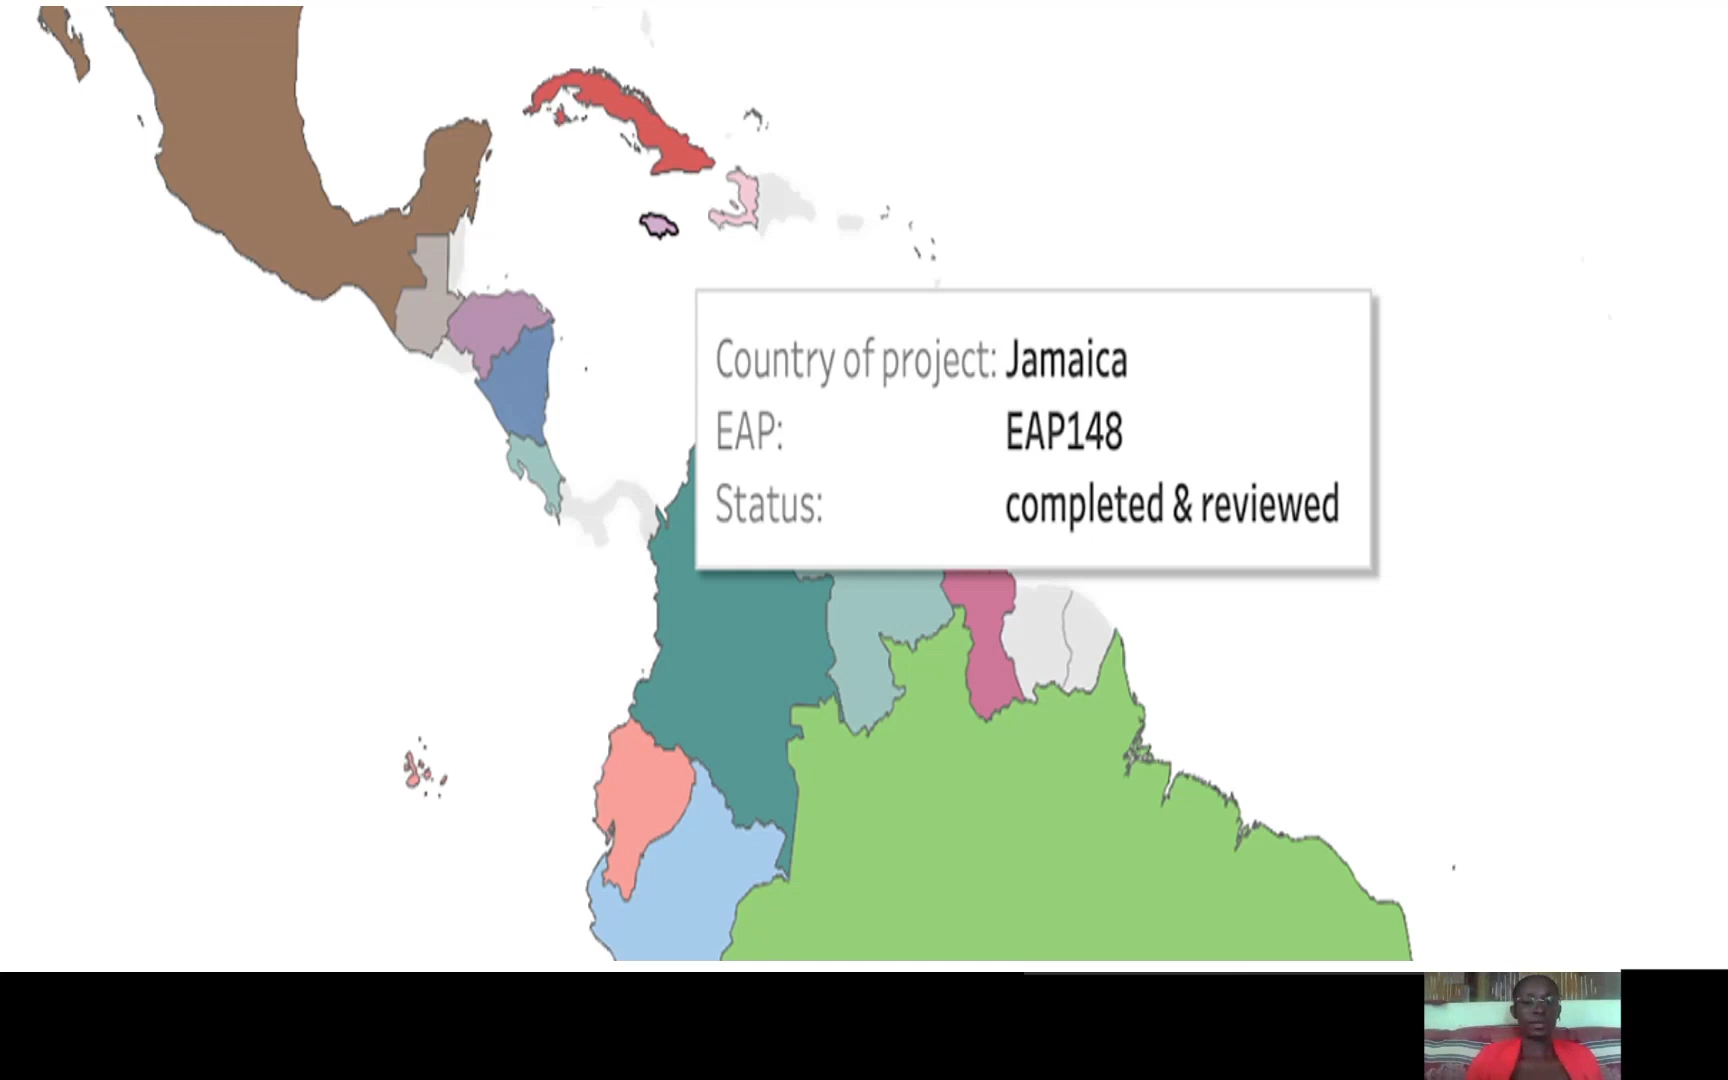 Country of project: Jamaica
EAP: EAP148
Status: completed & reviewed